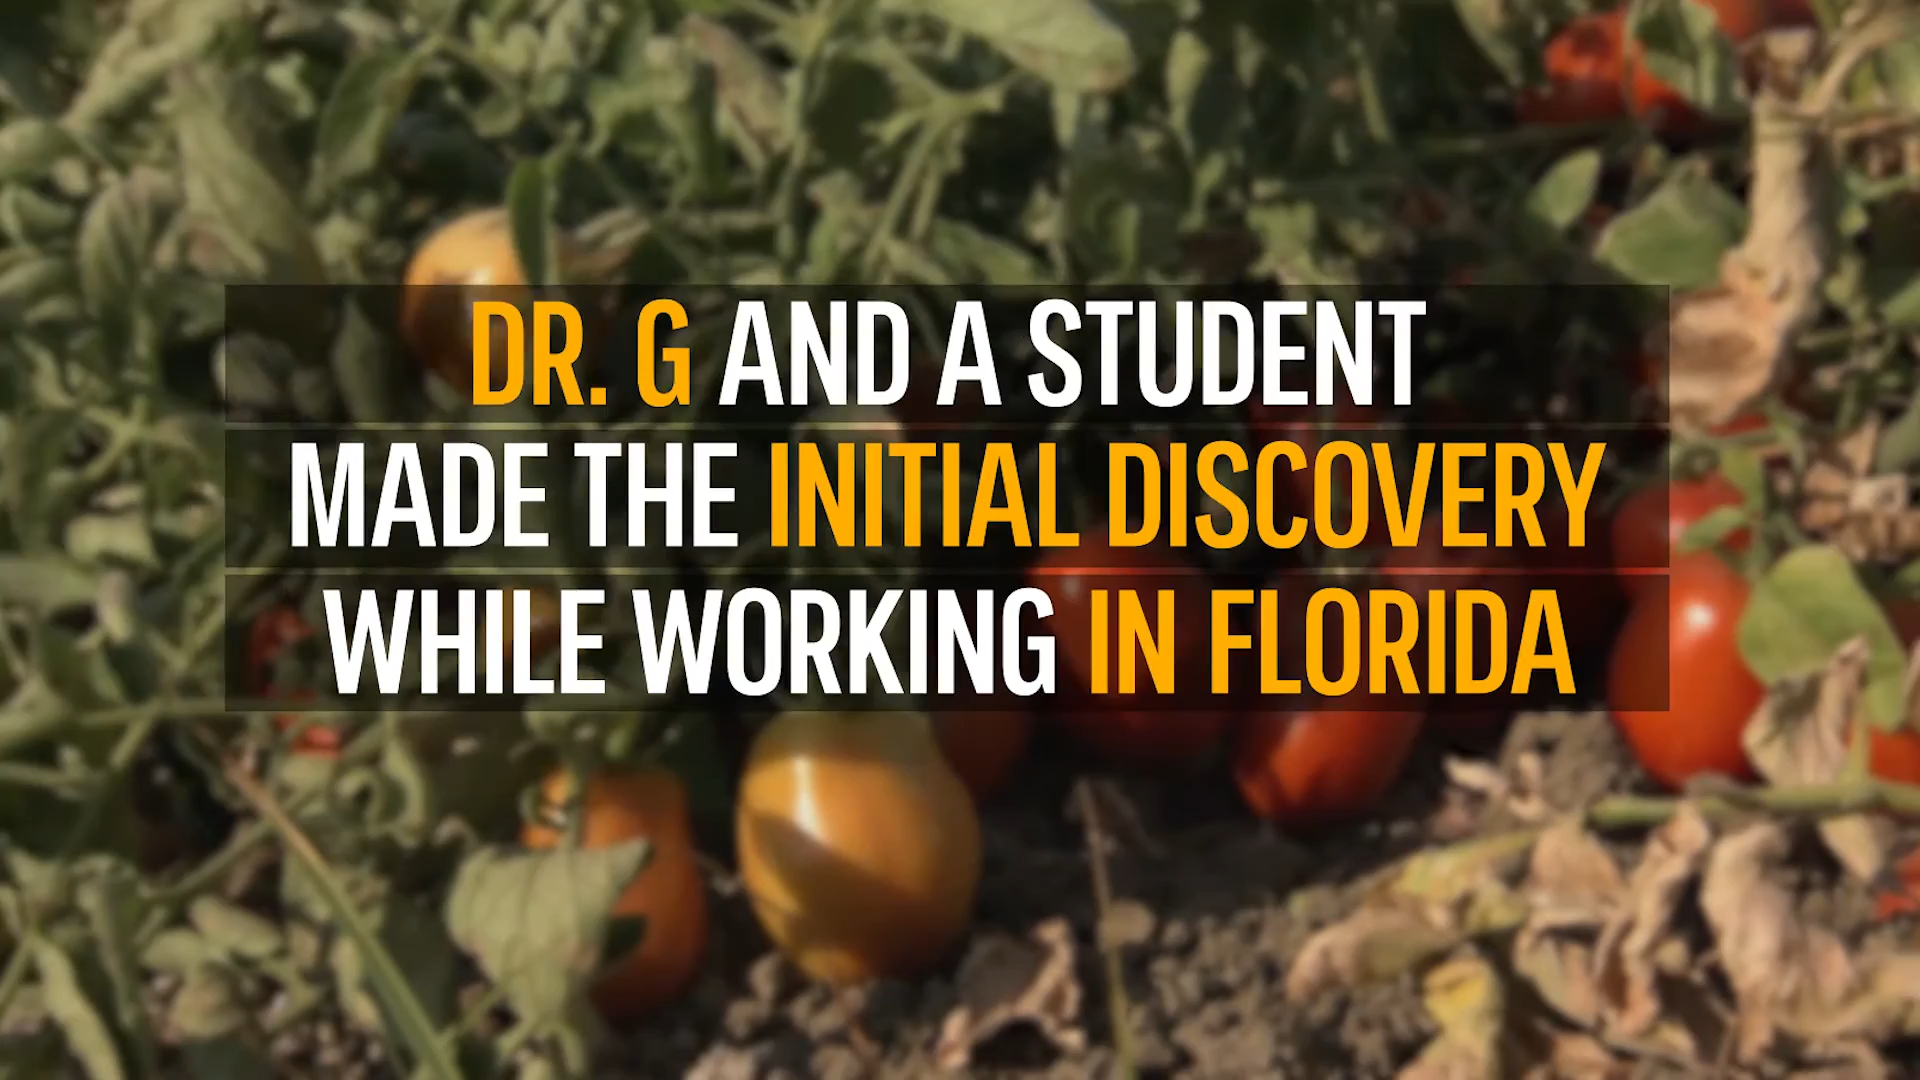 DR. G AND A STUDENT
MADE THE INITIAL DISCOVERY
WHILE WORKING IN FLORIDA